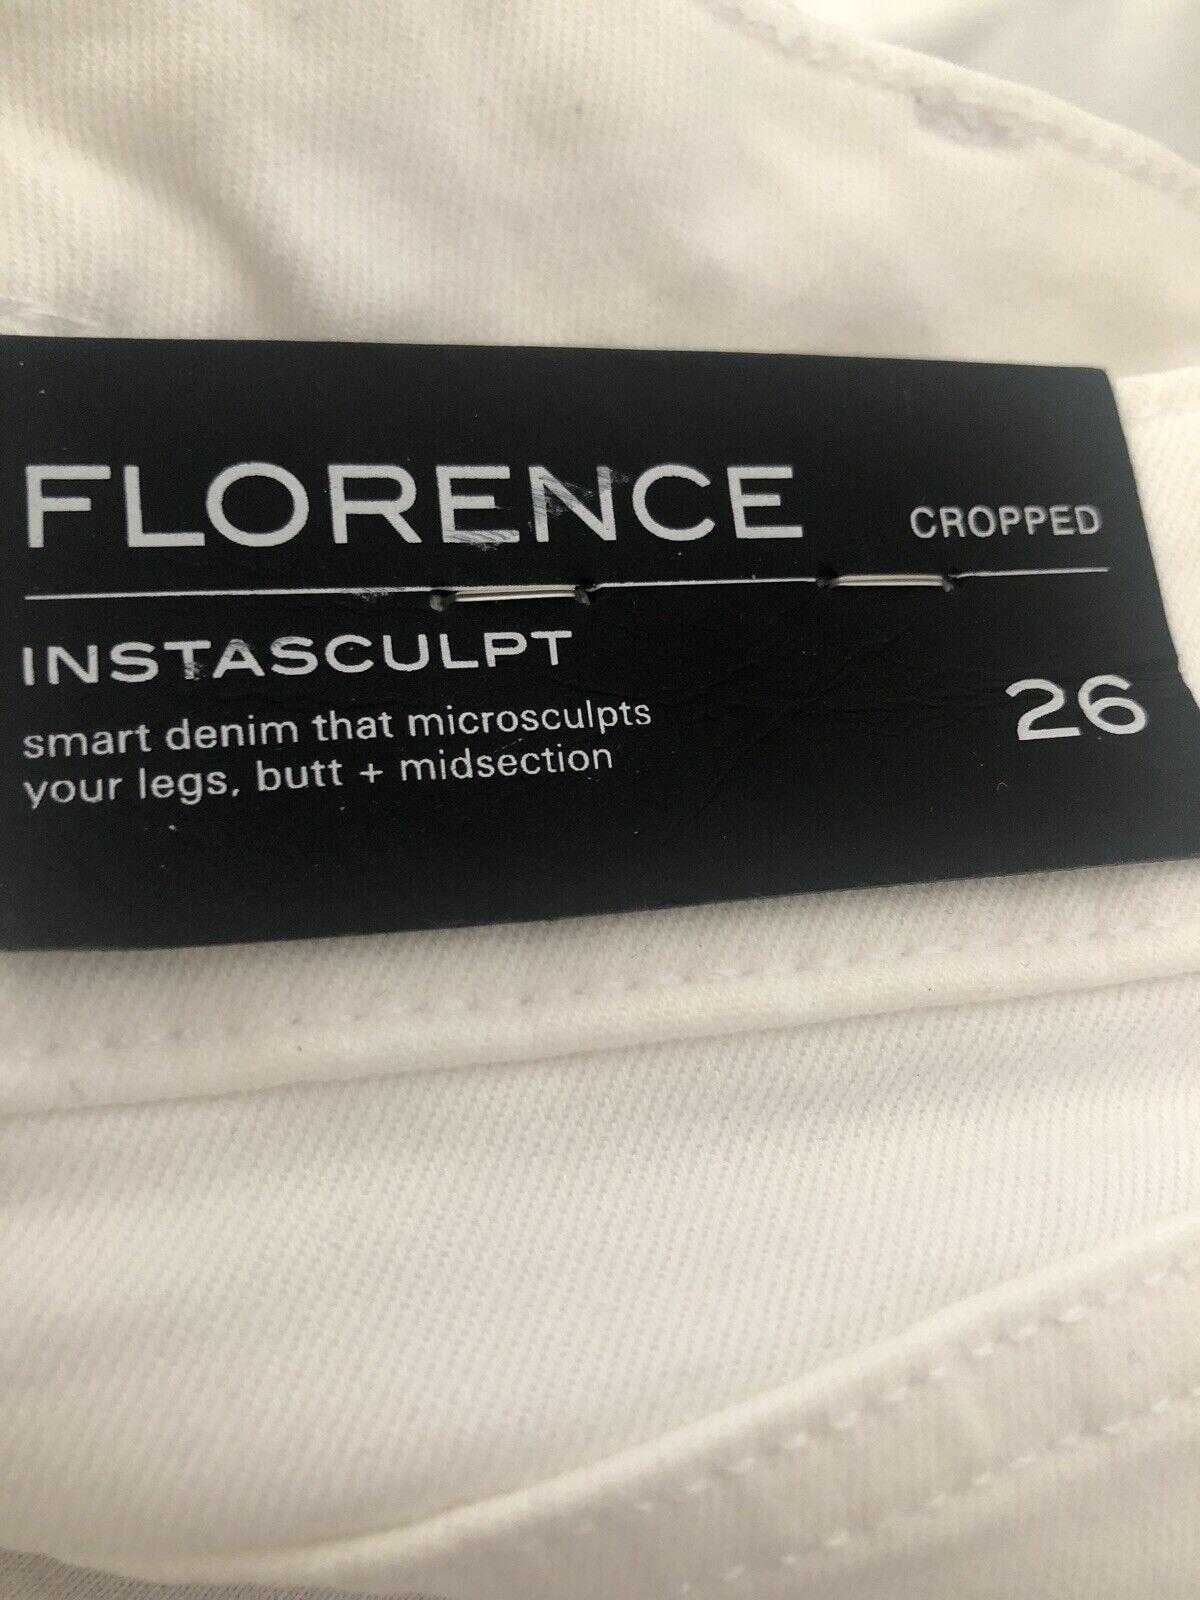 FLORENCE CROPPED
INSTASCULPT
smart denim that microsculpts
your legs, butt + midsection
26